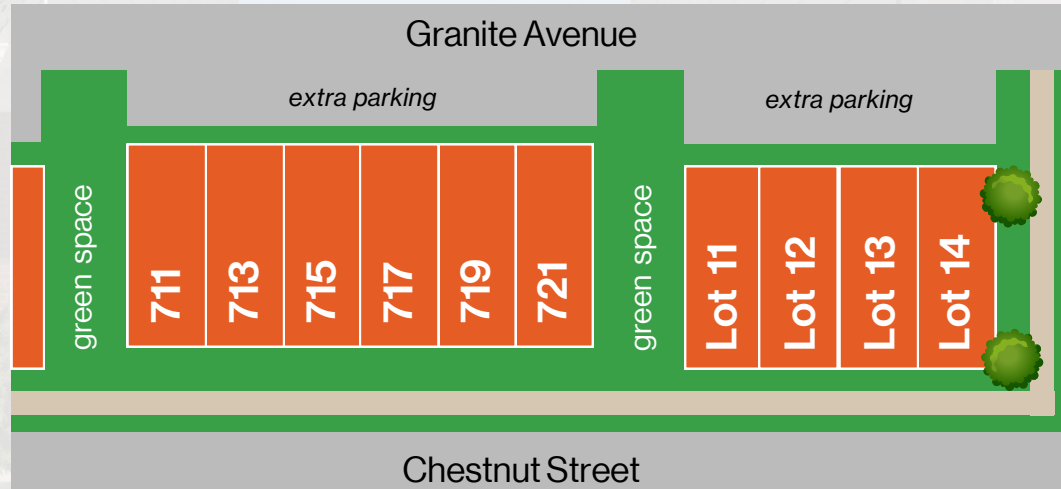 Granite Avenue
extra parking
extra parking
green space
711
713
715
717
719
721
green space
Lot 11
Lot 12
Lot 13
Lot 14
Chestnut Street